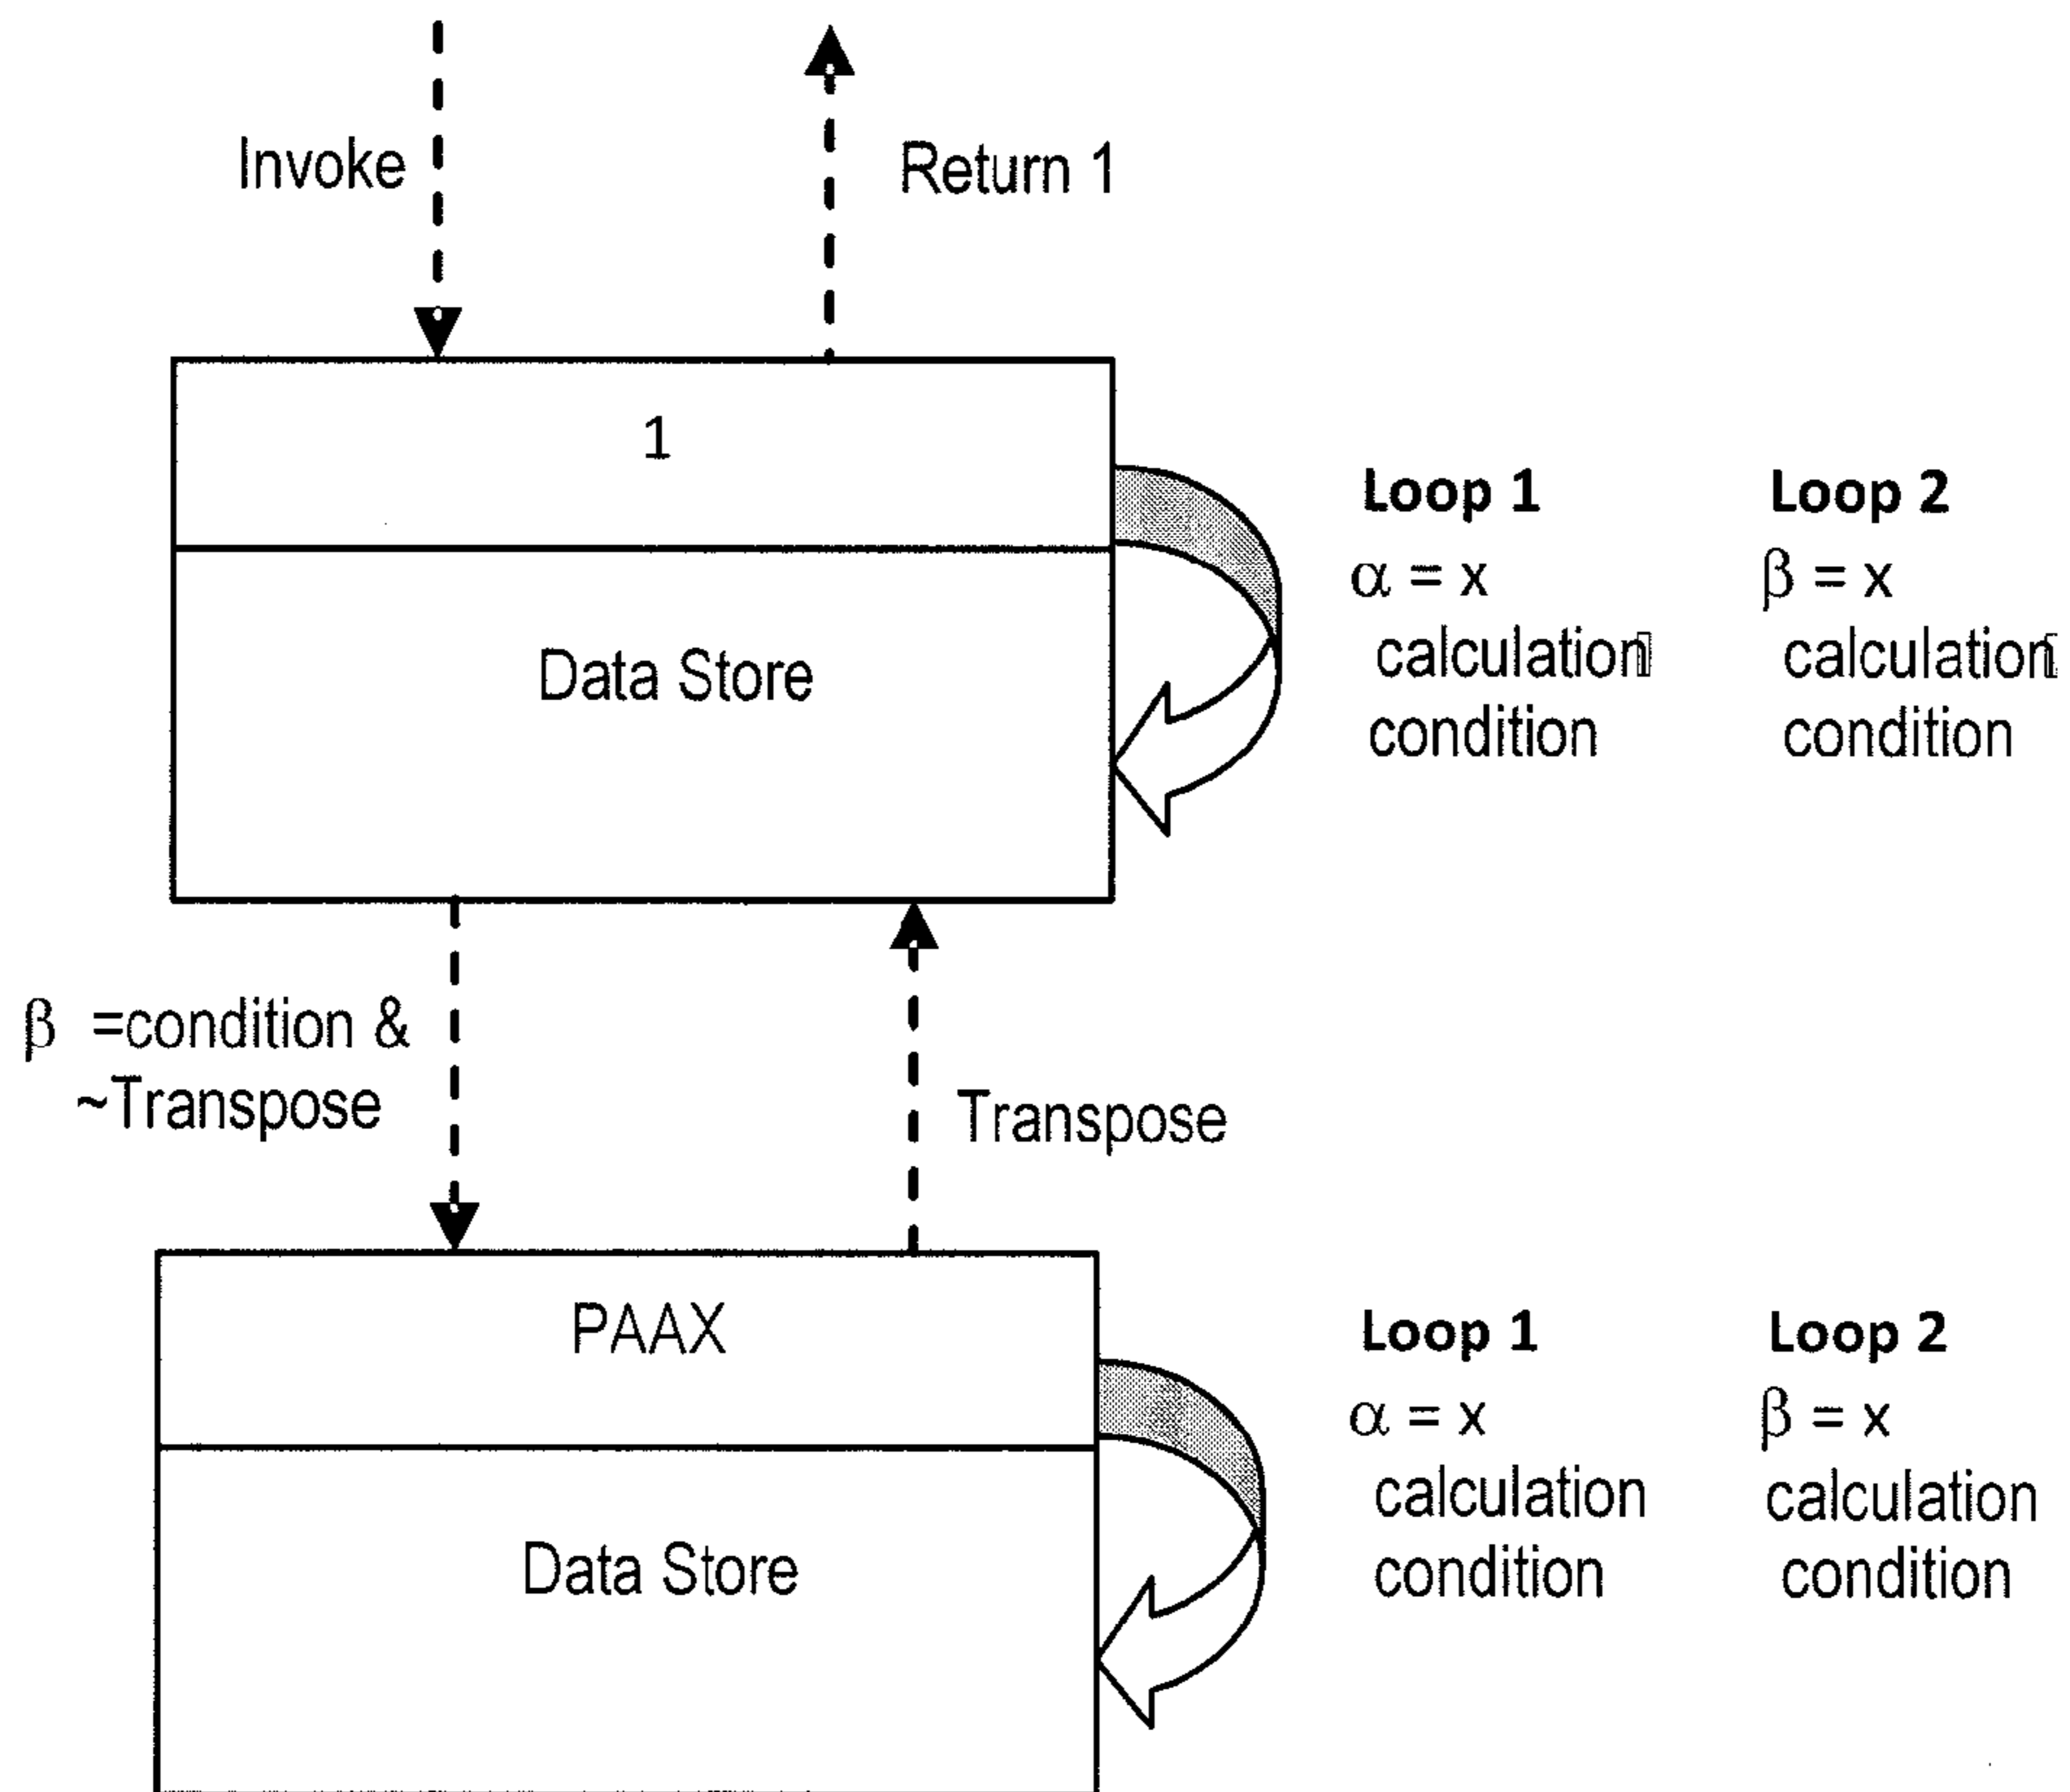 Invoke
Return 1
1
Data Store
Loop 1
α = x
calculation
condition
Loop 2
β = x
calculation
condition
β =condition &
~Transpose
Transpose
PAAX
Data Store
Loop 1
α = x
calculation
condition
Loop 2
β = x
calculation
condition